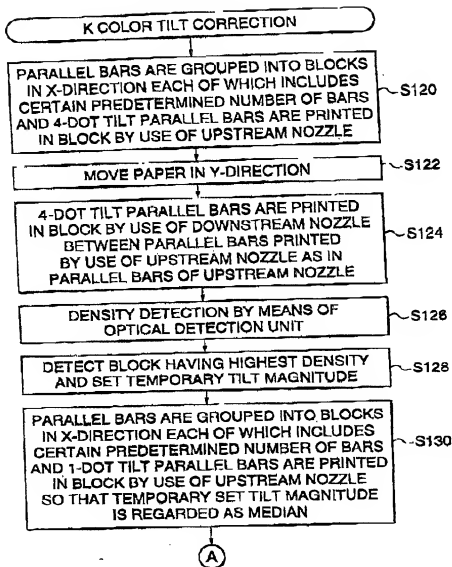 K COLOR TILT CORRECTION
PARALLEL BARS ARE GROUPED INTO BLOCKS
IN X-DIRECTION EACH OF WHICH INCLUDES
CERTAIN PREDETERMINED NUMBER OF BARS
AND 4-DOT TILT PARALLEL BARS ARE PRINTED
IN BLOCK BY USE OF UPSTREAM NOZZLE
S120
MOVE PAPER IN Y-DIRECTION
S122
4-DOT TILT PARALLEL BARS ARE PRINTED
IN BLOCK BY USE OF DOWNSTREAM NOZZLE
BETWEEN PARALLEL BARS PRINTED
BY USE OF UPSTREAM NOZZLE AS IN
PARALLEL BARS OF UPSTREAM NOZZLE
S124
DENSITY DETECTION BY MEANS OF
OPTICAL DETECTION UNIT
S126
DETECT BLOCK HAVING HIGHEST DENSITY
AND SET TEMPORARY TILT MAGNITUDE
S128
PARALLEL BARS ARE GROUPED INTO BLOCKS
IN X-DIRECTION EACH OF WHICH INCLUDES
CERTAIN PREDETERMINED NUMBER OF BARS
AND 1-DOT TILT PARALLEL BARS ARE PRINTED
IN BLOCK BY USE OF UPSTREAM NOZZLE
SO THAT TEMPORARY SET TILT MAGNITUDE
IS REGARDED AS MEDIAN
S130
A